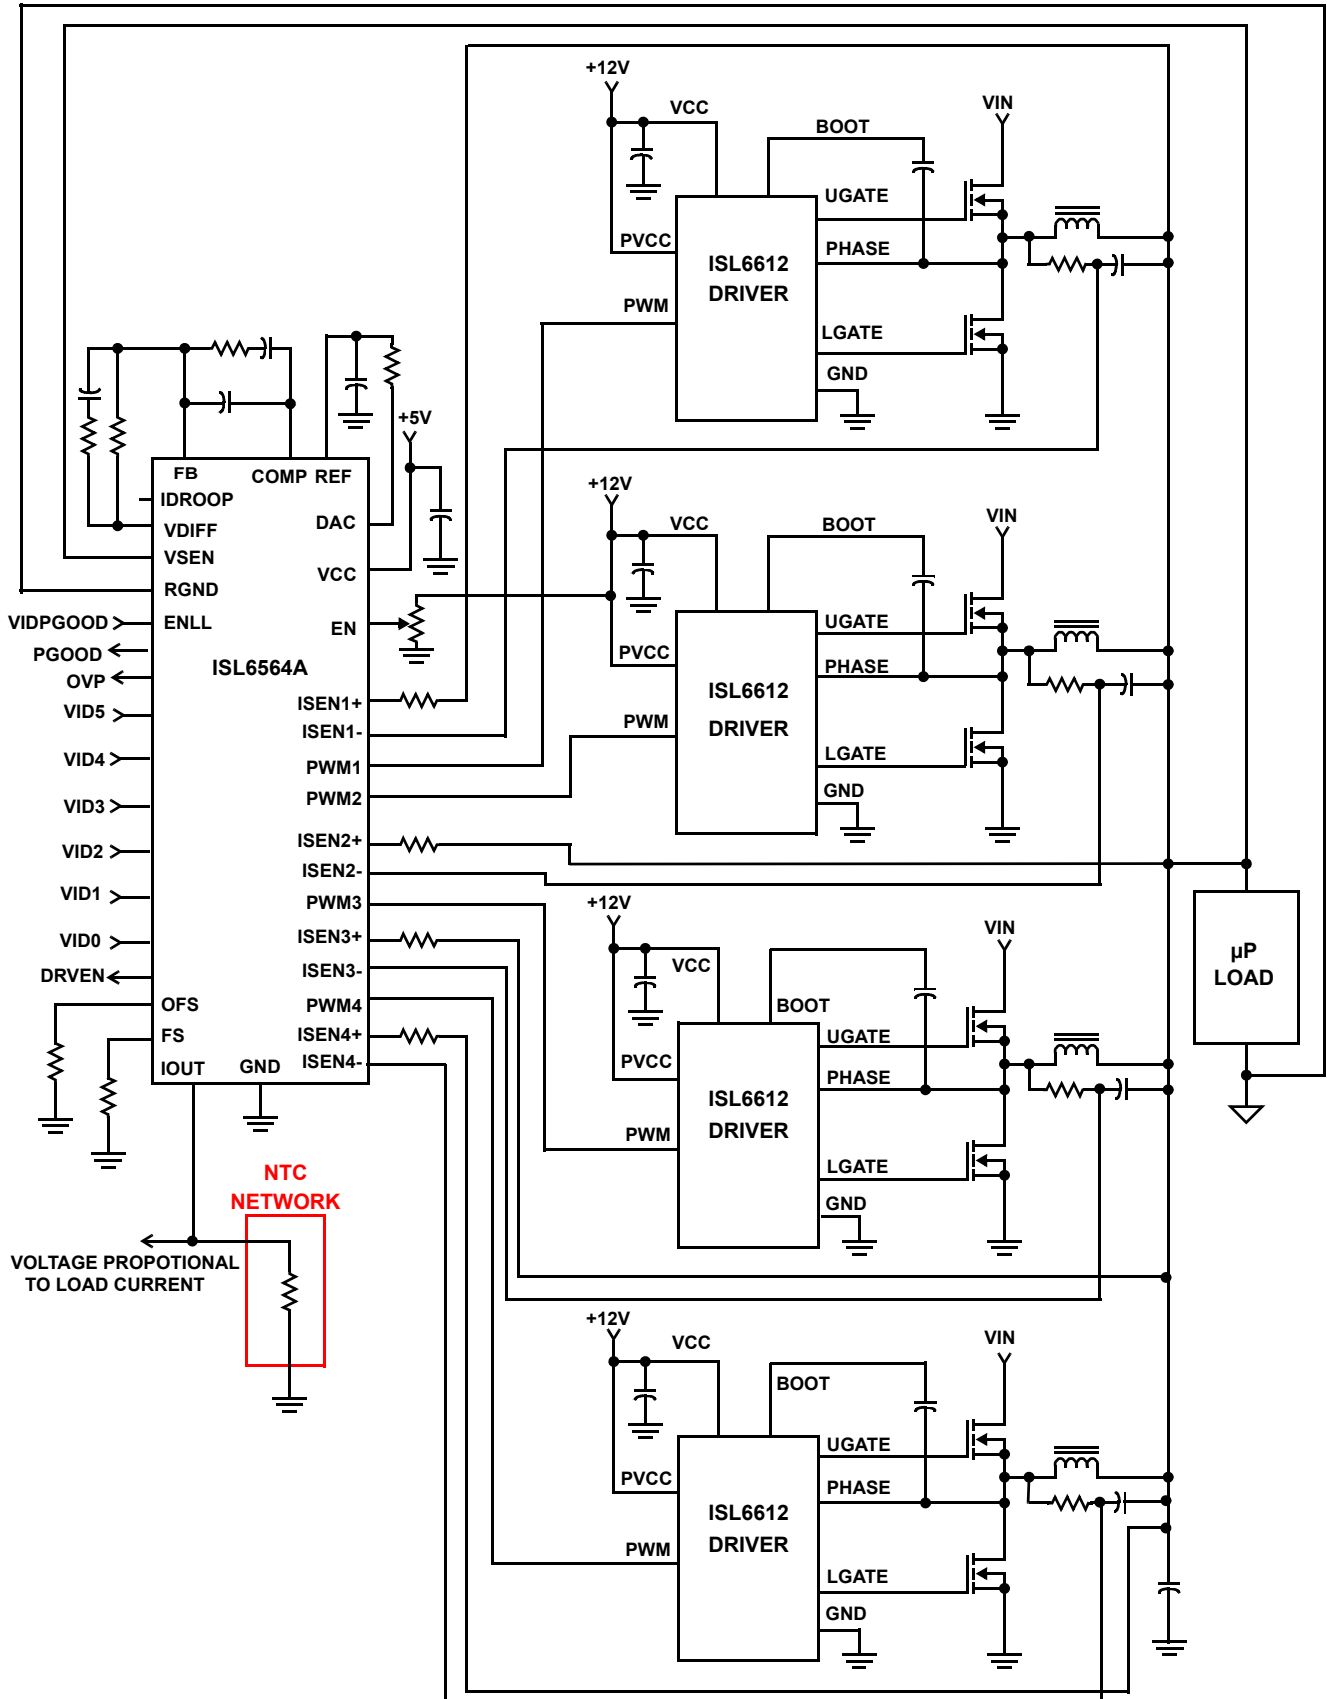 +12V
VCC
BOOT
VIN
UGATE
PVCC
PHASE
ISL6612
DRIVER
PWM
LGATE
GND
+5V
FB
COMP
REF
IDROOP
DAC
VDIFF
VSEN
VCC
RGND
VIDPGOOD
ENLL
EN
PGOOD
ISL6564A
OVP
VID5
ISEN1+
ISEN1-
VID4
PWM1
VID3
PWM2
VID2
ISEN2+
ISEN2-
VID1
PWM3
VID0
ISEN3+
DRVEN
ISEN3-
OFS
PWM4
FS
ISEN4+
IOUT
GND
ISEN4-
+12V
VCC
BOOT
VIN
UGATE
PVCC
PHASE
ISL6612
DRIVER
PWM
LGATE
GND
+12V
VCC
BOOT
VIN
UGATE
PVCC
PHASE
ISL6612
DRIVER
PWM
LGATE
GND
µP
LOAD
NTC
NETWORK
VOLTAGE PROPOTIONAL
TO LOAD CURRENT
+12V
VCC
BOOT
VIN
UGATE
PVCC
PHASE
ISL6612
DRIVER
PWM
LGATE
GND